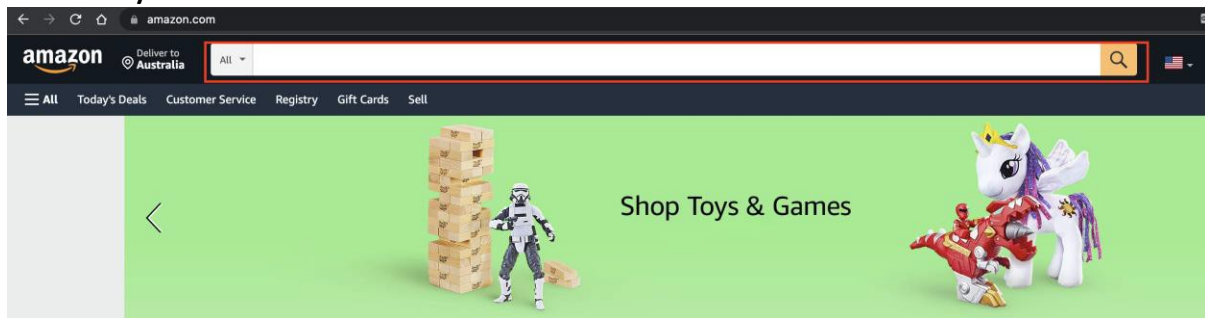 amazon.com
amazon
Deliver to
Australia
All
All Today's Deals Customer Service Registry Gift Cards Sell
Shop Toys & Games